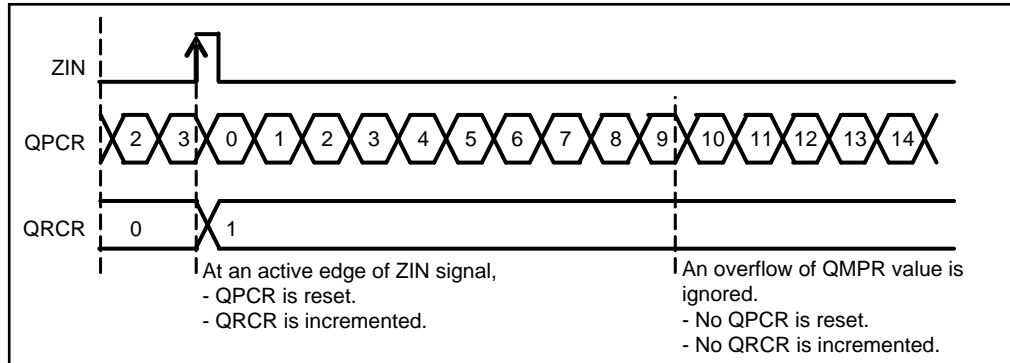 ZIN
QPCR 2 3 0 1 2 3 4 5 6 7 8 9 10 11 12 13 14
QRCR 0 1
At an active edge of ZIN signal,
- QPCR is reset.
- QRCR is incremented.
An overflow of QMPR value is
ignored.
- No QPCR is reset.
- No QRCR is incremented.